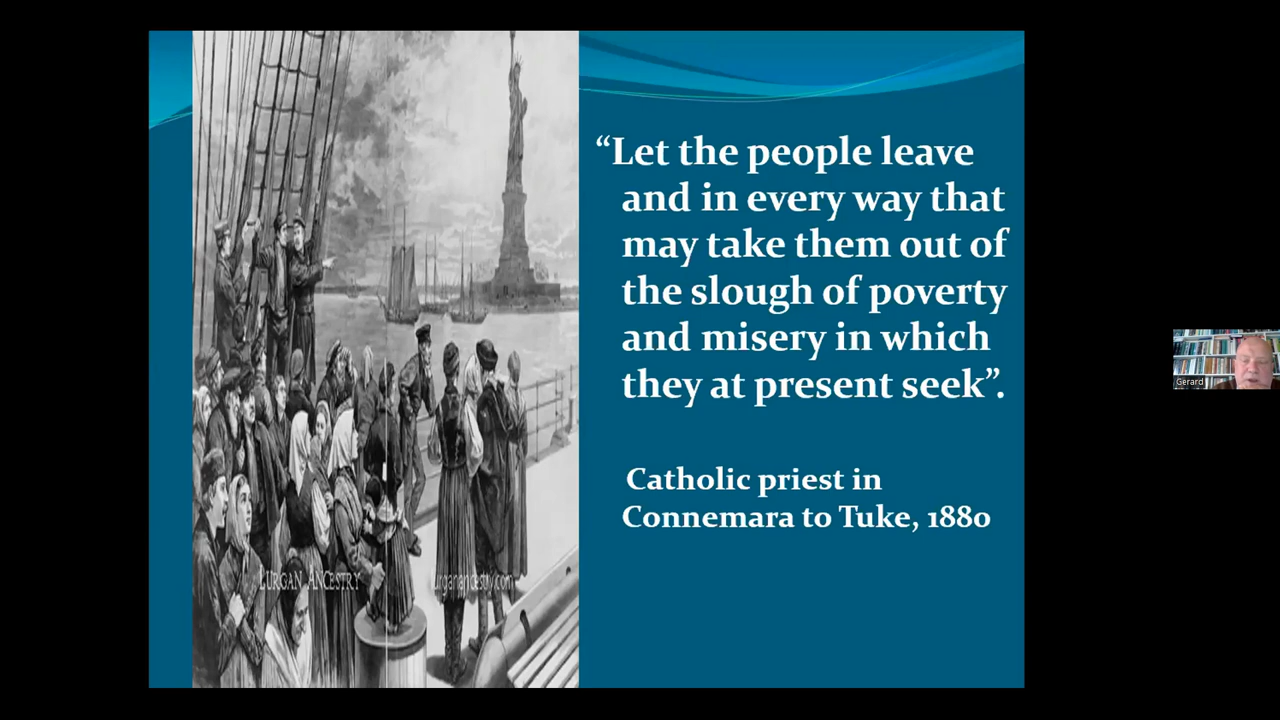 “Let the people leave
and in every way that
may take them out of
the slough of poverty
and misery in which
they at present seek”.
Catholic priest in
Connemara to Tuke, 1880
LURGAN ANCESTRY
lurganancestry.com
Gerard